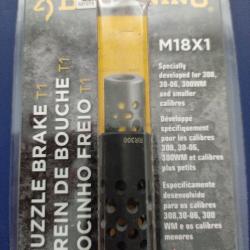 M18X1
Specially
developed for 308,
30-06, 300WM
and smaller
calibres
Développé
spécifiquement
pour les calibres
308, 30-06,
300WM et calibres
plus petits
Especificamente
desenvolvido
para os calibres
308,30-06, 300
WM e os calibres
menores
UZZLE BRAKE T1
REIN DE BOUCHE T1
OCINHO FREIO T1
BR300